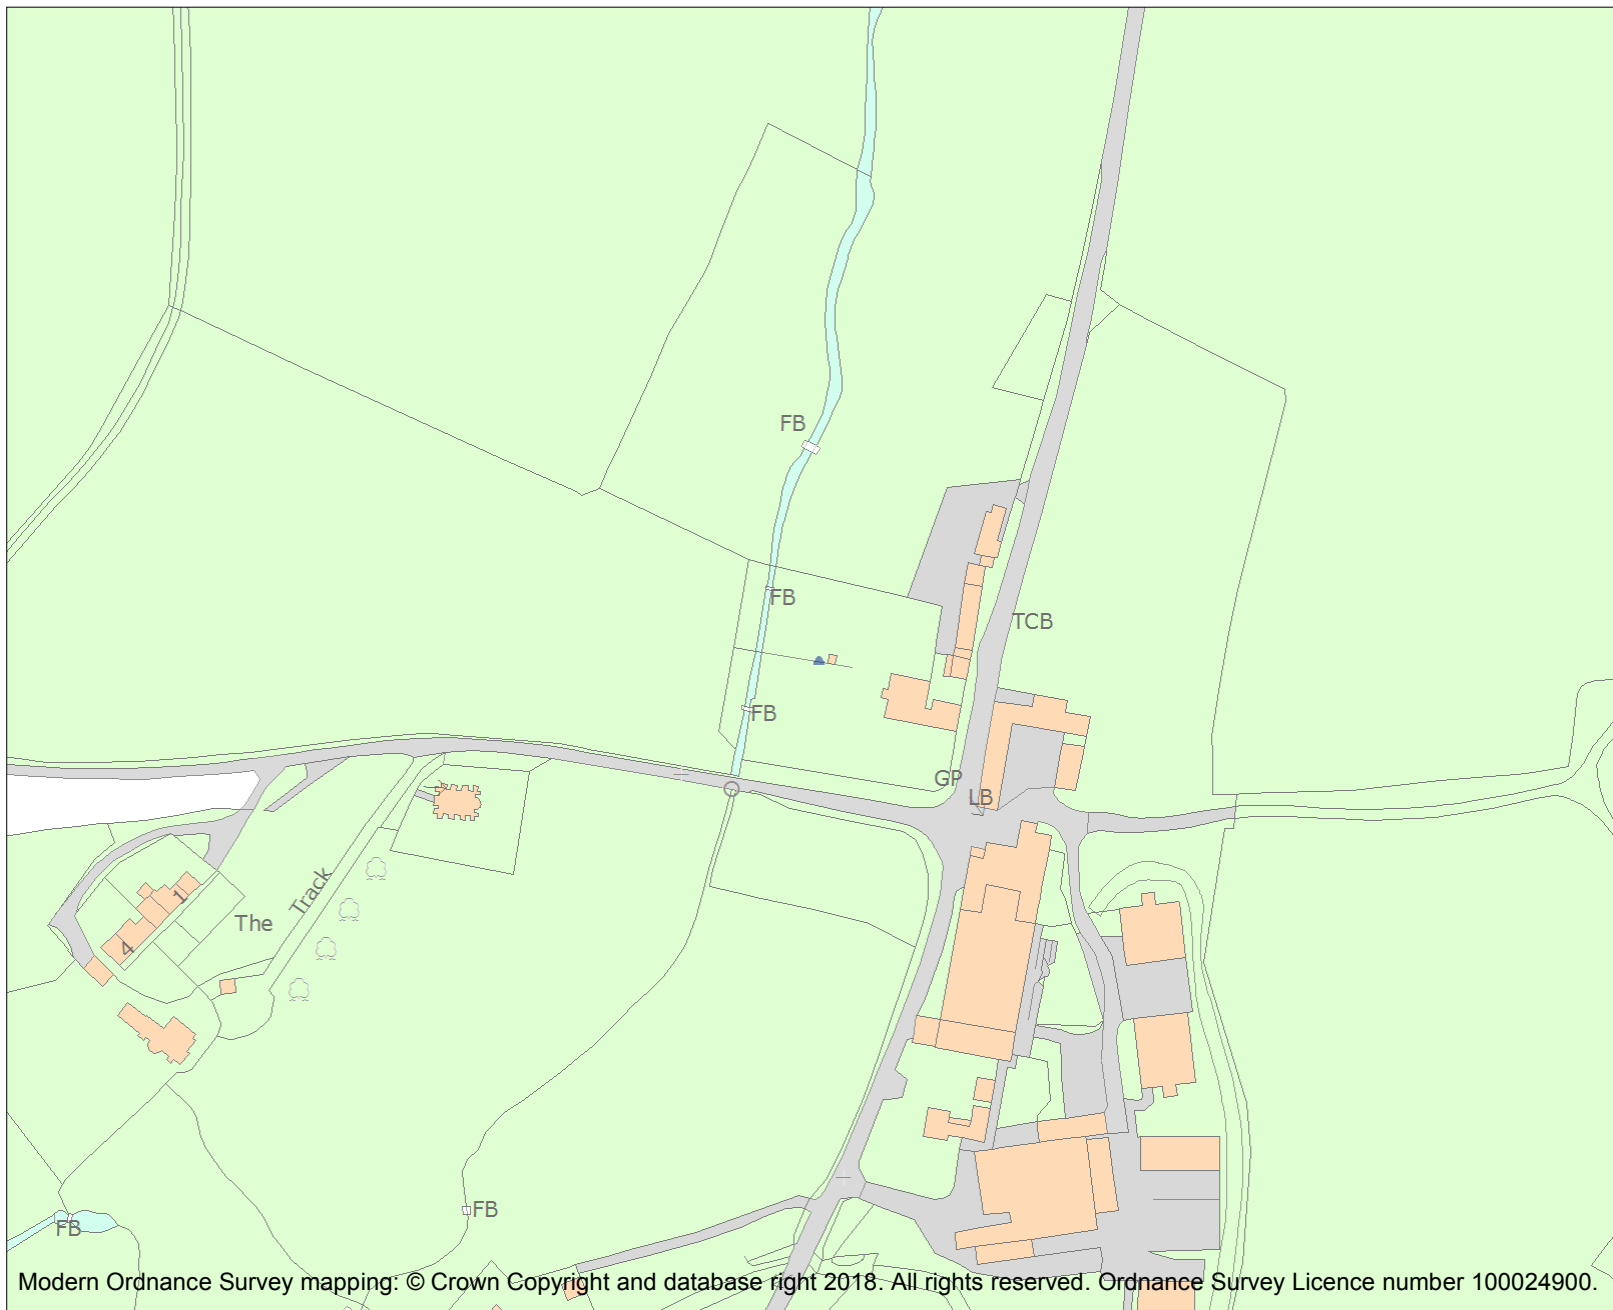 FB
FB
TCB
FB
GP
LB
Track
1
The
4
FB
FB
Modern Ordnance Survey mapping: © Crown Copyright and database right 2018. All rights reserved. Ordnance Survey Licence number 100024900.